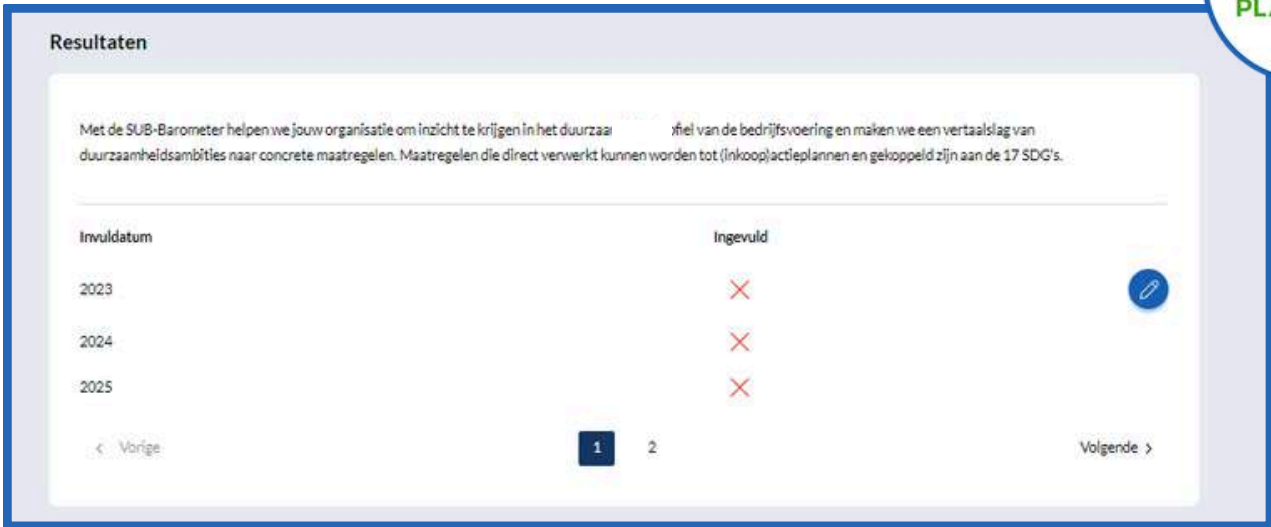 PL
Resultaten
Met de SUB-Barometer helpen we jouw organisatie om inzicht te krijgen in het van de bedrijfsvoering en maken we een vertaalslag van
duurzaamheidsambities naar concrete maatregelen. Maatregelen die direct verwerkt kunnen worden tot (inkoop)actieplannen en gekoppeld zijn aan de 17 SDG's.
Invuldatum Ingevuld
2023
2024
2025
< Vorige 1 2 Volgende >